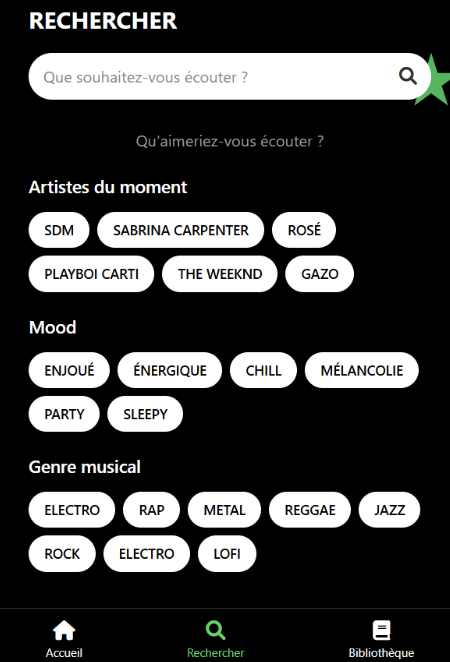 RECHERCHER
Que souhaitez-vous écouter ?
Qu'aimeriez-vous écouter ?
Artistes du moment
SDM SABRINA CARPENTER ROSÉ
PLAYBOI CARTI THE WEEKND GAZO
Mood
ENJOUÉ ÉNERGIQUE CHILL MÉLANCOLIE
PARTY SLEEPY
Genre musical
ELECTRO RAP METAL REGGAE JAZZ
ROCK ELECTRO LOFI
Accueil Rechercher Bibliothèque